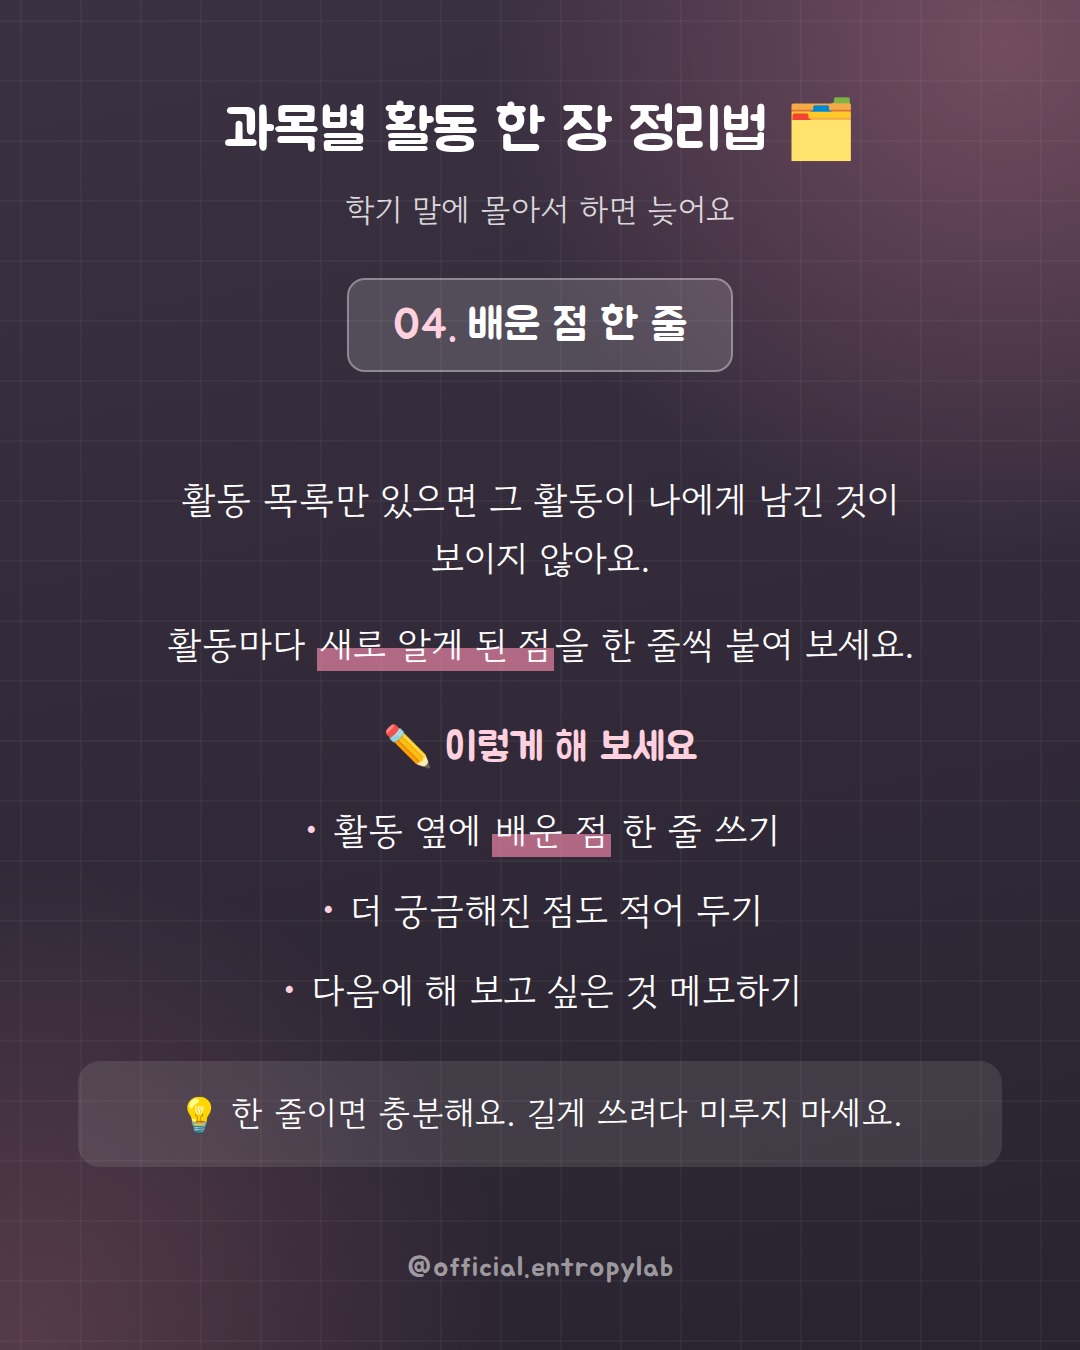 과목별 활동 한 장 정리법 🗂️
학기 말에 몰아서 하면 늦어요
04. 배운 점 한 줄
활동 목록만 있으면 그 활동이 나에게 남긴 것이
보이지 않아요.
활동마다 새로 알게 된 점을 한 줄씩 붙여 보세요.
✏️ 이렇게 해 보세요
• 활동 옆에 배운 점 한 줄 쓰기
• 더 궁금해진 점도 적어 두기
• 다음에 해 보고 싶은 것 메모하기
💡 한 줄이면 충분해요. 길게 쓰려다 미루지 마세요.
@official.entropylab